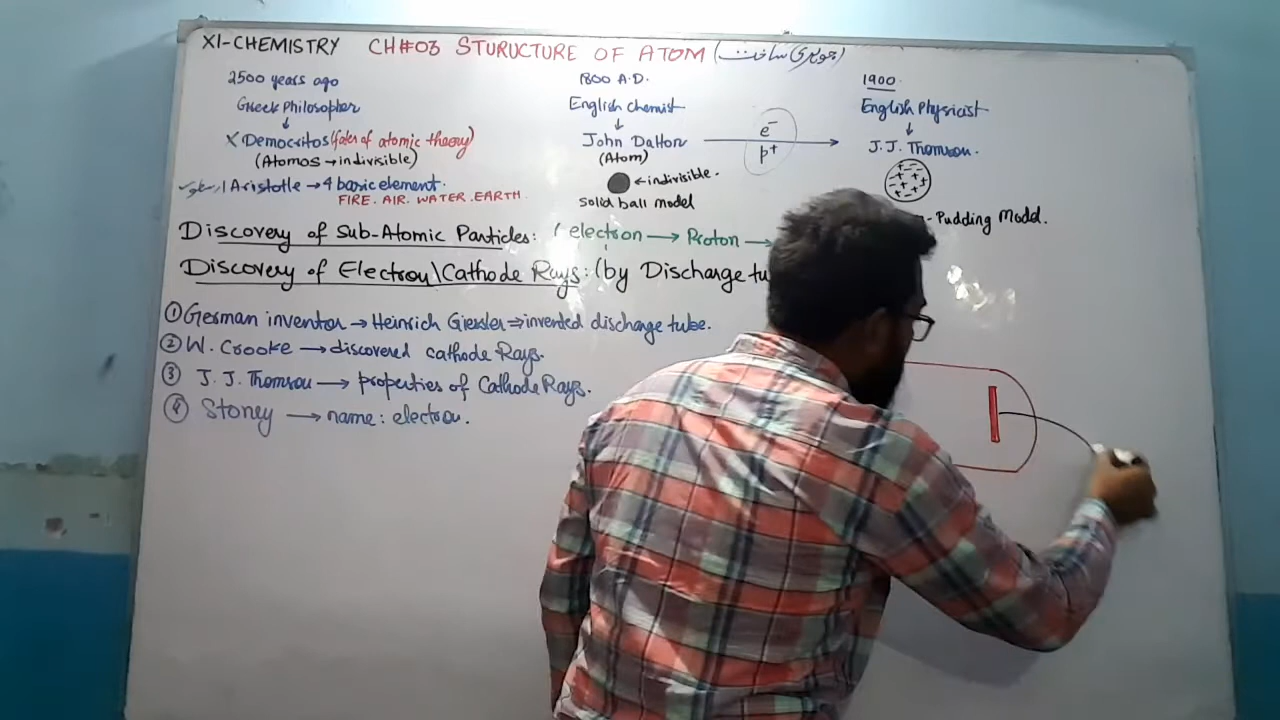 XI-CHEMISTRY CH#03 STURUCTURE OF ATOM (جوہری ساخت)
2500 years ago
Greek Philosopher
↓
X Democritos (fater of atomic theory)
(Atomos → indivisible)
Aristotle → 4 basic element.
FIRE. AIR. WATER. EARTH
1800 A.D.
English chemist
↓
John Dalton
(Atom)
← indivisible.
Solid ball model
e⁻
p⁺
1900.
English Physicist
↓
J.J. Thomson.
- Pudding Model.
Discovery of Sub-Atomic Particles: ( electron → Proton →
Discovery of Electron\Cathode Rays: (by Discharge tu
① German inventor → Heinrich Giessler ⇒ invented discharge tube.
② W. Crooke → discovered cathode Rays.
③ J. J. Thomson → properties of Cathode Rays.
④ Stoney → name: electron.